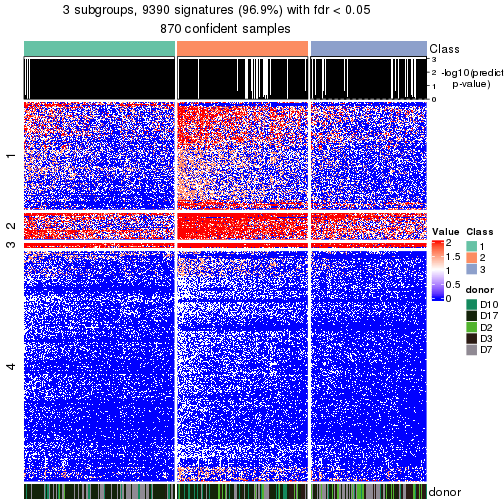 3 subgroups, 9390 signatures (96.9%) with fdr < 0.05
870 confident samples
Class
3
2
1
0
-log10(predict
p-value)
1
2
3
4
Value
2
1.5
1
0.5
0
Class
1
2
3
donor
D10
D17
D2
D3
D7
donor